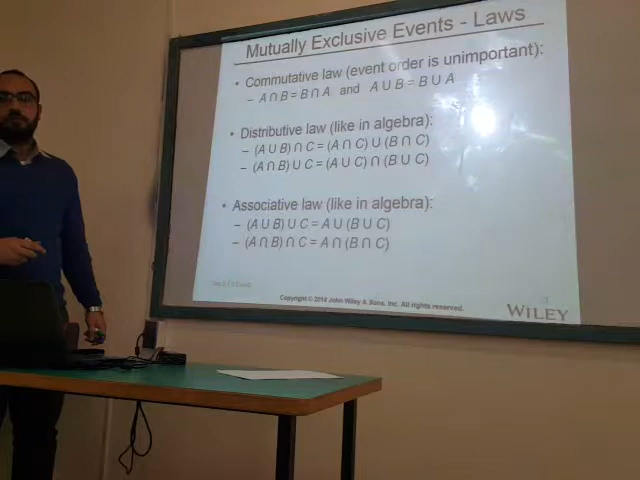 Mutually Exclusive Events - Laws
• Commutative law (event order is unimportant):
– A ∩ B = B ∩ A and A ∪ B = B ∪ A
• Distributive law (like in algebra):
– (A ∪ B) ∩ C = (A ∩ C) ∪ (B ∩ C)
– (A ∩ B) ∪ C = (A ∪ C) ∩ (B ∪ C)
• Associative law (like in algebra):
– (A ∪ B) ∪ C = A ∪ (B ∪ C)
– (A ∩ B) ∩ C = A ∩ (B ∩ C)
Copyright © 2014 John Wiley & Sons, Inc. All rights reserved.
WILEY